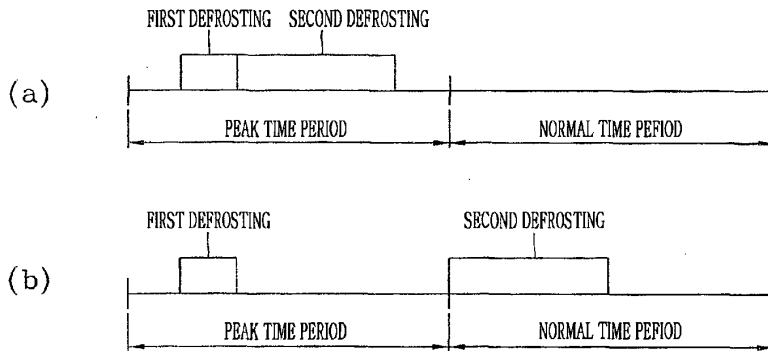 FIRST DEFROSTING SECOND DEFROSTING
(a)
PEAK TIME PERIOD NORMAL TIME PEFIOD
FIRST DEFROSTING SECOND DEFROSTING
(b)
PEAK TIME PERIOD NORMAL TIME PEFIOD